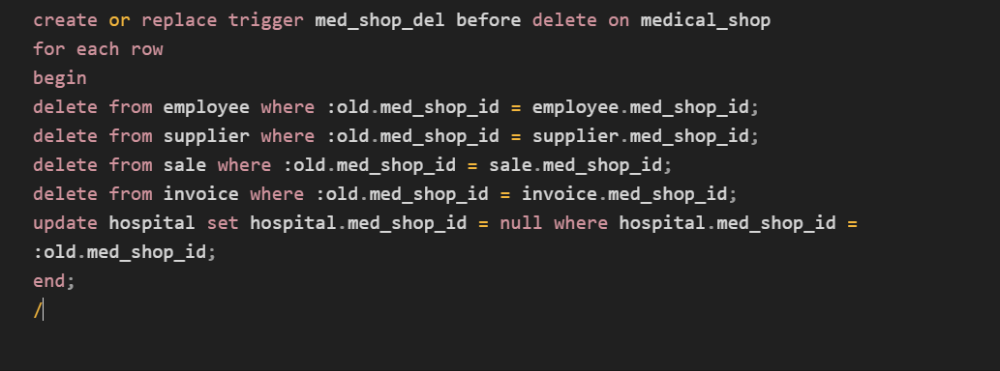 create or replace trigger med_shop_del before delete on medical_shop
for each row
begin
delete from employee where :old.med_shop_id = employee.med_shop_id;
delete from supplier where :old.med_shop_id = supplier.med_shop_id;
delete from sale where :old.med_shop_id = sale.med_shop_id;
delete from invoice where :old.med_shop_id = invoice.med_shop_id;
update hospital set hospital.med_shop_id = null where hospital.med_shop_id =
:old.med_shop_id;
end;
/